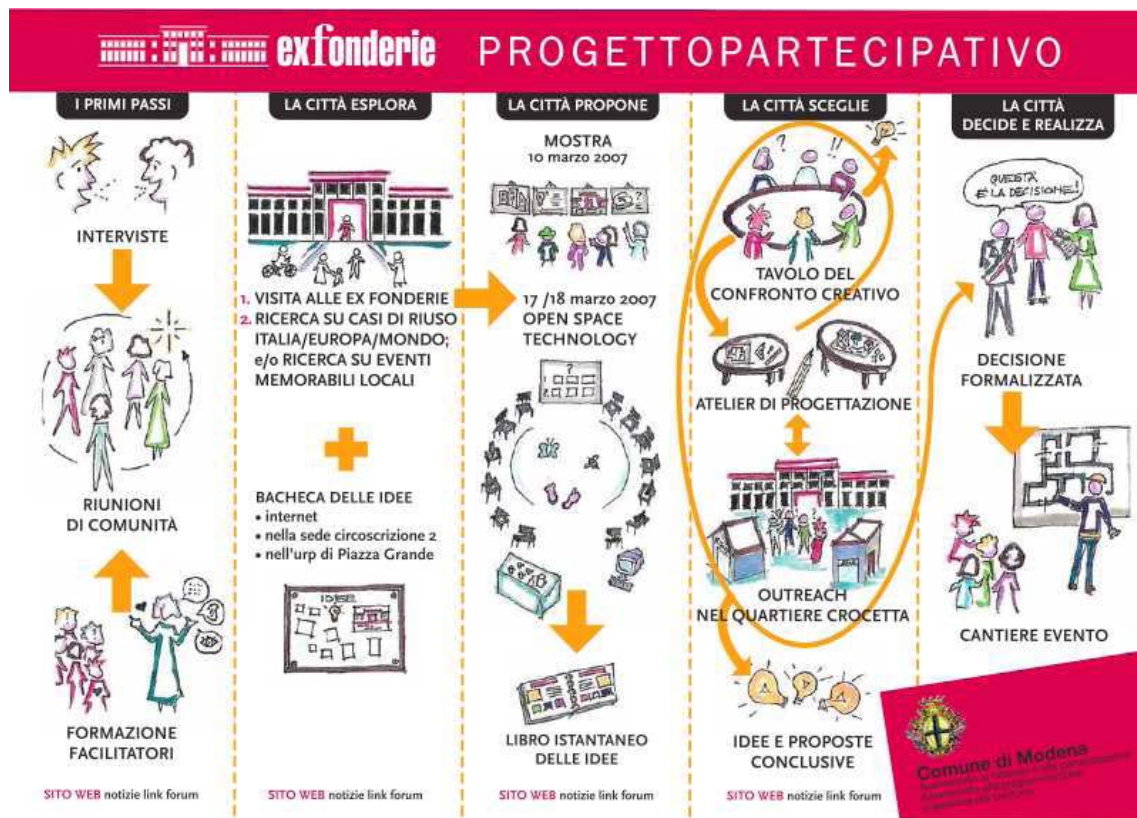 exfonderie PROGETTOPARTECIPATIVO
I PRIMI PASSI
INTERVISTE
RIUNIONI
DI COMUNITÀ
FORMAZIONE
FACILITATORI
SITO WEB notizie link forum
LA CITTÀ ESPLORA
1. VISITA ALLE EX FONDERIE
2. RICERCA SU CASI DI RIUSO
ITALIA/EUROPA/MONDO;
e/o RICERCA SU EVENTI
MEMORABILI LOCALI
BACHECA DELLE IDEE
• internet
• nella sede circoscrizione 2
• nell'urp di Piazza Grande
IDEE
SITO WEB notizie link forum
LA CITTÀ PROPONE
MOSTRA
10 marzo 2007
17 /18 marzo 2007
OPEN SPACE
TECHNOLOGY
LIBRO ISTANTANEO
DELLE IDEE
LA CITTÀ SCEGLIE
? !!
TAVOLO DEL
CONFRONTO CREATIVO
ATELIER DI PROGETTAZIONE
OUTREACH
NEL QUARTIERE CROCETTA
IDEE E PROPOSTE
CONCLUSIVE
SITO WEB notizie link forum
LA CITTÀ
DECIDE E REALIZZA
QUESTA
È LA DECISIONE!
DECISIONE
FORMALIZZATA
CANTIERE EVENTO
Comune di Modena